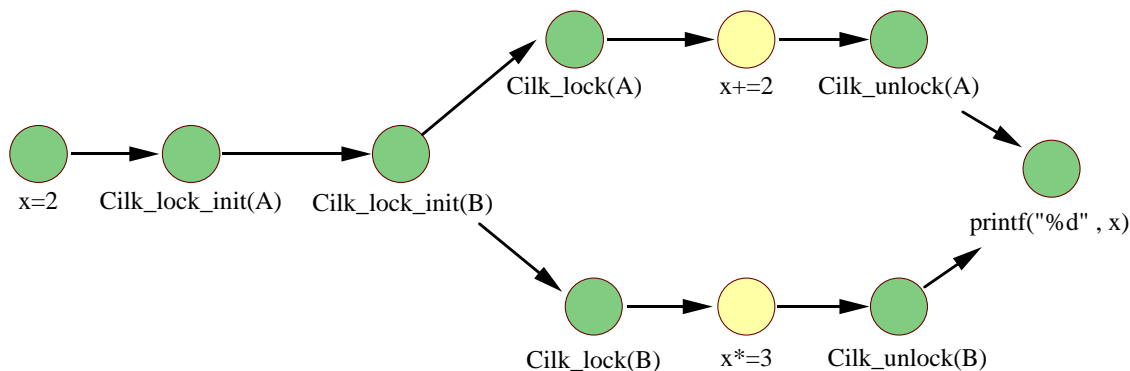 Cilk_lock(A)
x+=2
Cilk_unlock(A)
x=2
Cilk_lock_init(A)
Cilk_lock_init(B)
printf("%d" , x)
Cilk_lock(B)
x*=3
Cilk_unlock(B)